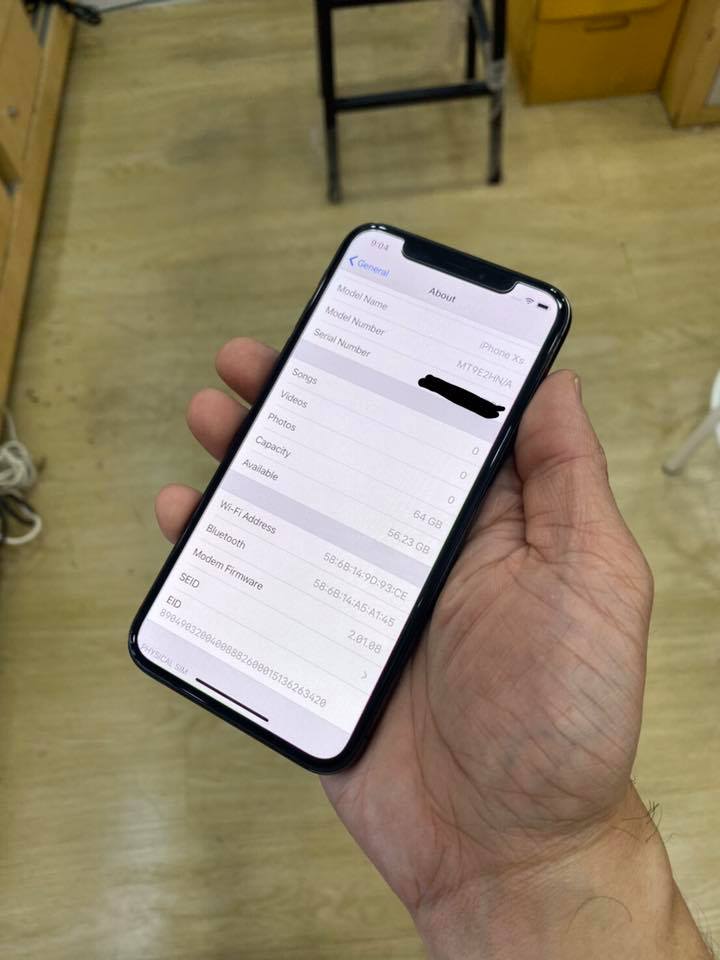 9:04
General
About
Model Name iPhone Xs
Model Number MT9E2HN/A
Serial Number
Songs 0
Videos 0
Photos 0
Capacity 64 GB
Available 56.23 GB
Wi-Fi Address 58:6B:14:9D:93:CE
Bluetooth 58:6B:14:A5:A1:45
Modem Firmware 2.01.08
SEID
EID
89049032004008882600015136263420
PHYSICAL SIM